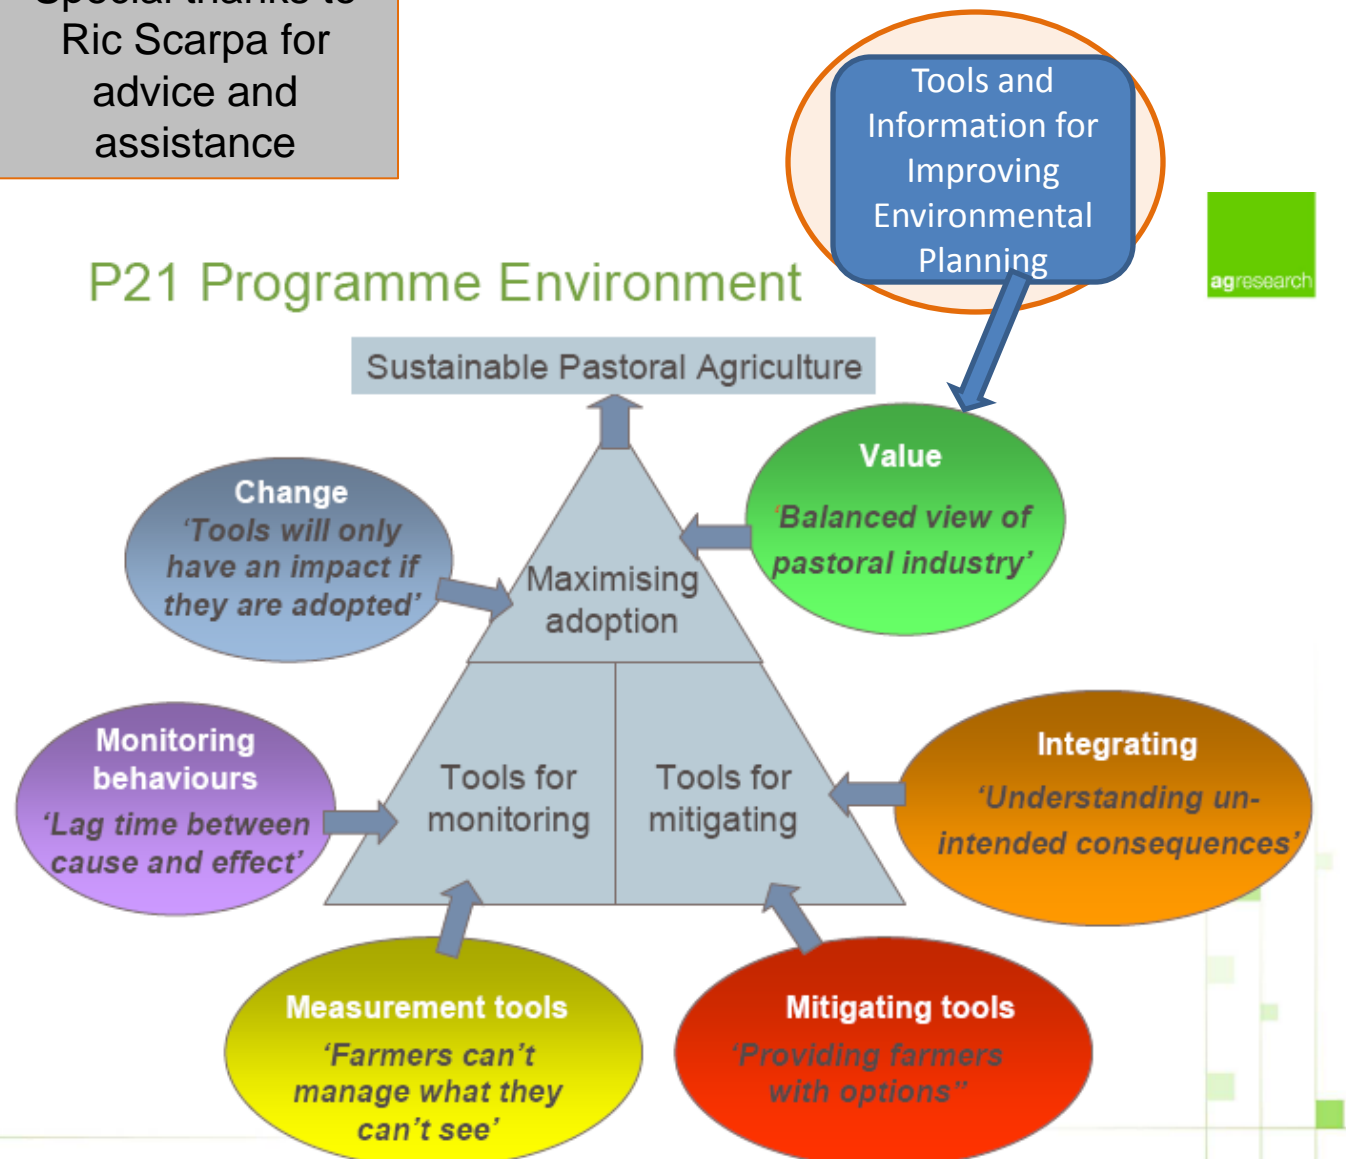 Special thanks to
Ric Scarpa for
advice and
assistance
Tools and
Information for
Improving
Environmental
Planning
agresearch
P21 Programme Environment
Sustainable Pastoral Agriculture
Value
‘Balanced view of
pastoral industry’
Change
‘Tools will only
have an impact if
they are adopted’
Maximising
adoption
Monitoring
behaviours
‘Lag time between
cause and effect’
Tools for
monitoring
Tools for
mitigating
Integrating
‘Understanding un-
intended consequences’
Measurement tools
‘Farmers can’t
manage what they
can’t see’
Mitigating tools
‘Providing farmers
with options”